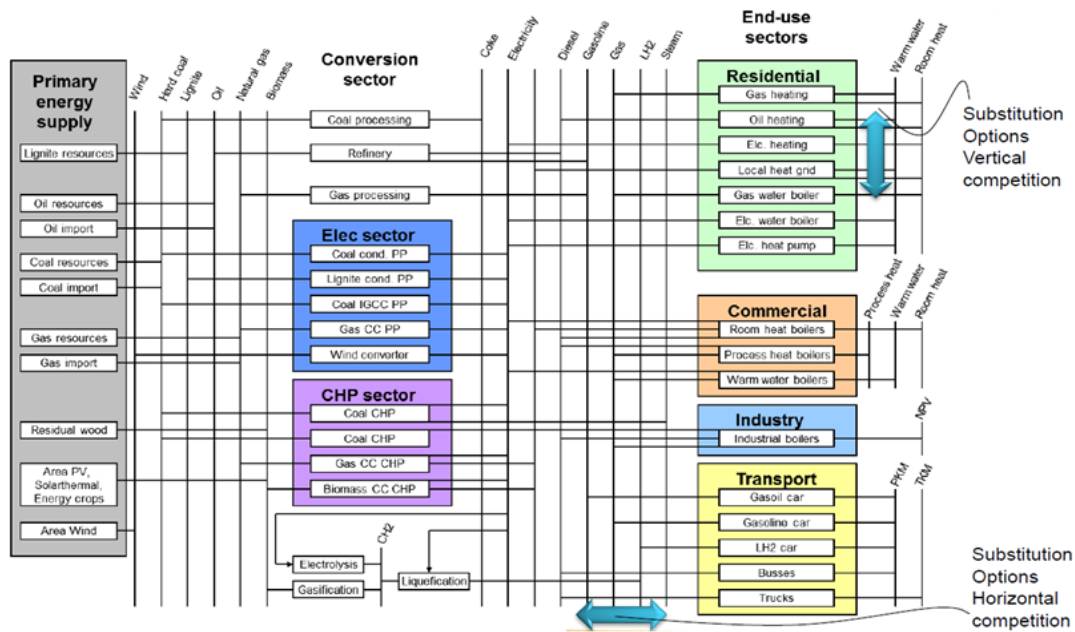 End-use
sectors
Conversion
sector
Primary
energy
supply
Wind
Hard coal
Lignite
Oil
Natural gas
Biomass
Coke
Electricity
Diesel
Gasoline
Gas
LH2
Steam
Warm water
Room heat
Lignite resources
Oil resources
Oil import
Coal resources
Coal import
Gas resources
Gas import
Residual wood
Area PV,
Solarthermal,
Energy crops
Area Wind
Coal processing
Refinery
Gas processing
Elec sector
Coal cond. PP
Lignite cond. PP
Coal IGCC PP
Gas CC PP
Wind converter
CHP sector
Coal CHP
Coal CHP
Gas CC CHP
Biomass CC CHP
CH2
Electrolysis
Gasification
Liquefication
Residential
Gas heating
Oil heating
Elc. heating
Local heat grid
Gas water boiler
Elc. water boiler
Elc. heat pump
Substitution
Options
Vertical
competition
Process heat
Warm water
Room heat
Commercial
Room heat boilers
Process heat boilers
Warm water boilers
NPV
Industry
Industrial boilers
PKM
TKM
Transport
Gasoil car
Gasoline car
LH2 car
Busses
Trucks
Substitution
Options
Horizontal
competition